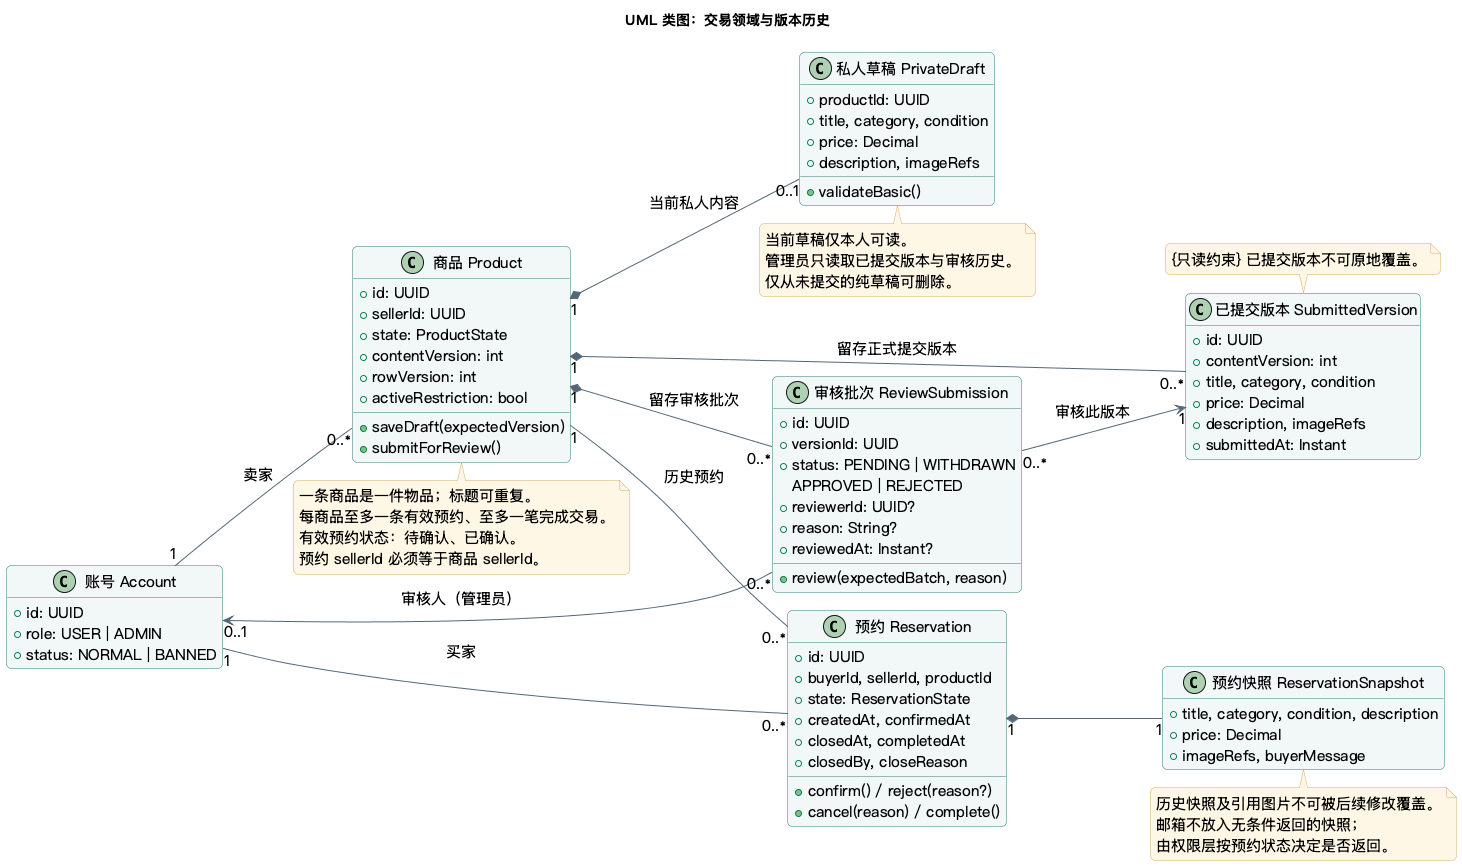 UML 类图：交易领域与版本历史
C 私人草稿 PrivateDraft
productId: UUID
title, category, condition
price: Decimal
description, imageRefs
validateBasic()
当前私人内容
0..1
1
当前草稿仅本人可读。
管理员只读取已提交版本与审核历史。
仅从未提交的纯草稿可删除。
C 商品 Product
id: UUID
sellerId: UUID
state: ProductState
contentVersion: int
rowVersion: int
activeRestriction: bool
saveDraft(expectedVersion)
submitForReview()
一条商品是一件物品；标题可重复。
每商品至多一条有效预约、至多一笔完成交易。
有效预约状态：待确认、已确认。
预约 sellerId 必须等于商品 sellerId。
{只读约束} 已提交版本不可原地覆盖。
C 已提交版本 SubmittedVersion
id: UUID
contentVersion: int
title, category, condition
price: Decimal
description, imageRefs
submittedAt: Instant
留存正式提交版本
1
0..*
留存审核批次
1
0..*
审核此版本
0..*
1
C 审核批次 ReviewSubmission
id: UUID
versionId: UUID
status: PENDING | WITHDRAWN
APPROVED | REJECTED
reviewerId: UUID?
reason: String?
reviewedAt: Instant?
review(expectedBatch, reason)
卖家
0..*
1
历史预约
1
0..*
C 账号 Account
id: UUID
role: USER | ADMIN
status: NORMAL | BANNED
审核人（管理员）
0..*
0..1
买家
1
0..*
C 预约 Reservation
id: UUID
buyerId, sellerId, productId
state: ReservationState
createdAt, confirmedAt
closedAt, completedAt
closedBy, closeReason
confirm() / reject(reason?)
cancel(reason) / complete()
1
1
C 预约快照 ReservationSnapshot
title, category, condition, description
price: Decimal
imageRefs, buyerMessage
历史快照及引用图片不可被后续修改覆盖。
邮箱不放入无条件返回的快照；
由权限层按预约状态决定是否返回。